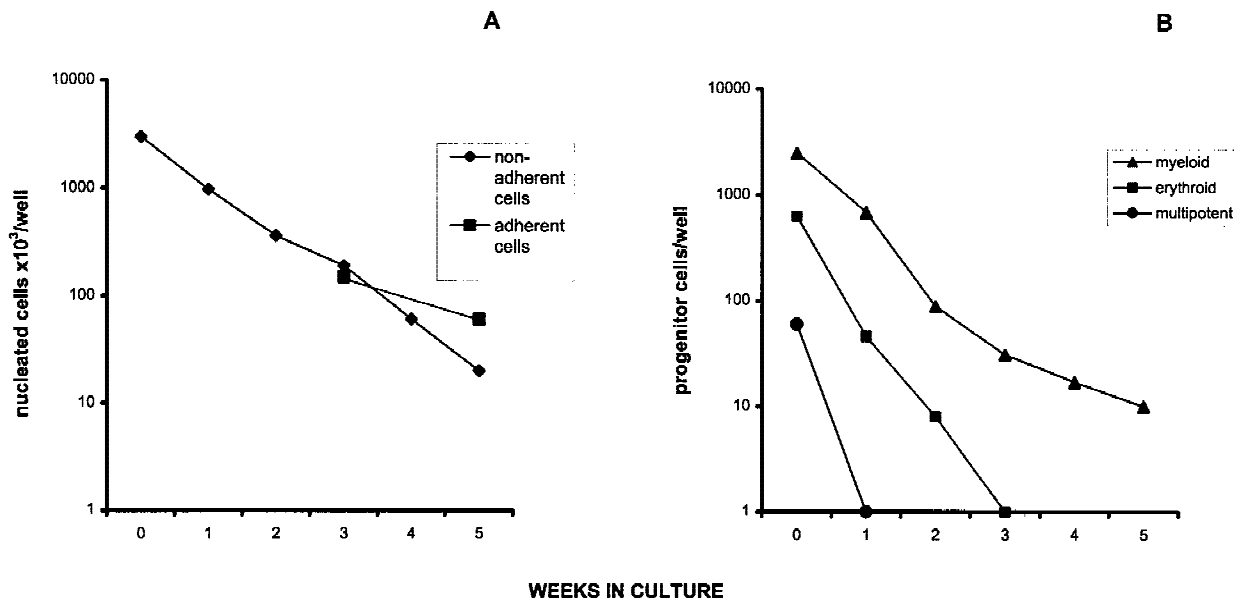 A
nucleated cells x10³/well
10000
1000
100
10
1
0 1 2 3 4 5
non-
adherent
cells
adherent
cells
B
progenitor cells/well
10000
1000
100
10
1
0 1 2 3 4 5
myeloid
erythroid
multipotent
WEEKS IN CULTURE